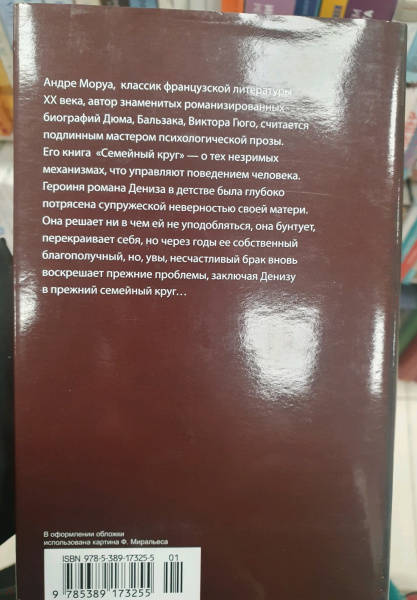 Андре Моруа, классик французской литературы
XX века, автор знаменитых романизированных
биографий Дюма, Бальзака, Виктора Гюго, считается
подлинным мастером психологической прозы.
Его книга «Семейный круг» — о тех незримых
механизмах, что управляют поведением человека.
Героиня романа Дениза в детстве была глубоко
потрясена супружеской неверностью своей матери.
Она решает ни в чем ей не уподобляться, она бунтует,
перекраивает себя, но через годы ее собственный
благополучный, но, увы, несчастливый брак вновь
воскрешает прежние проблемы, заключая Денизу
в прежний семейный круг…
В оформлении обложки
использована картина Ф. Миральеса
ISBN 978-5-389-17325-5 01
9 785389 173255